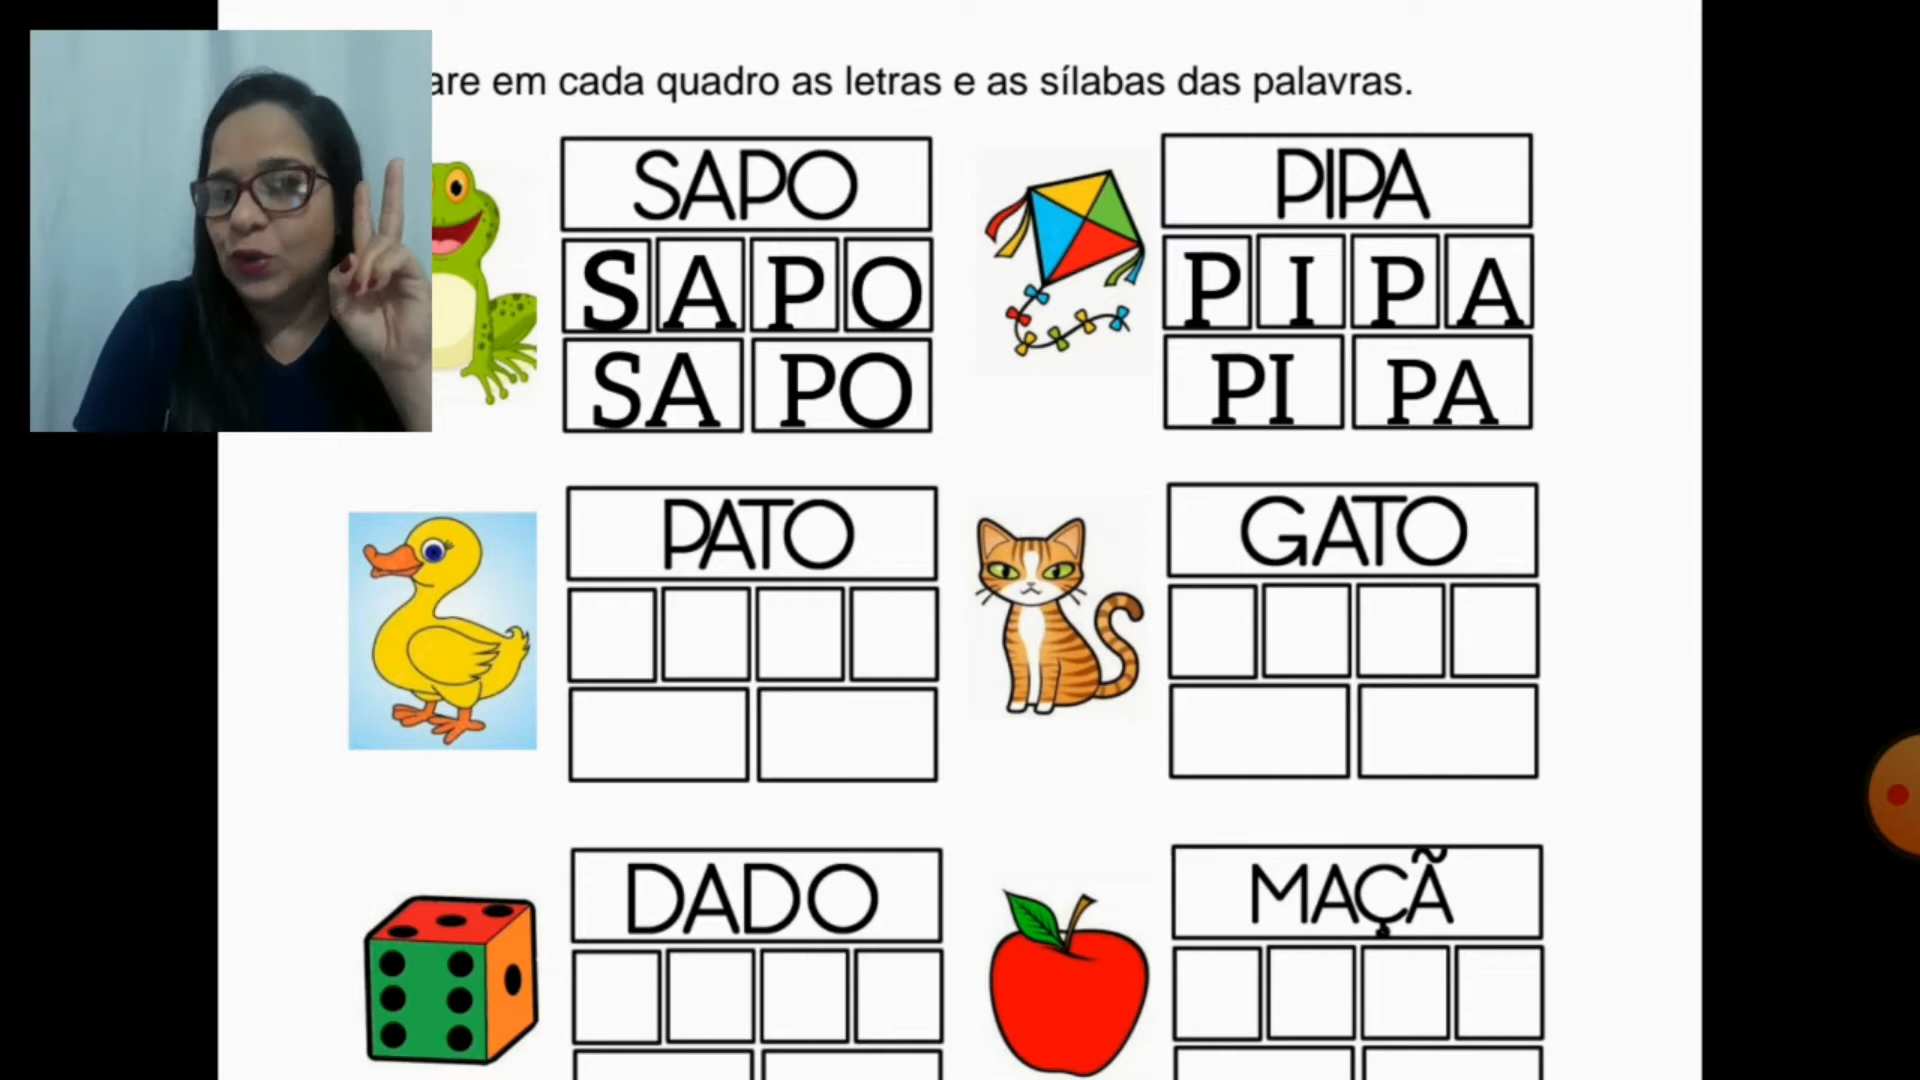 are em cada quadro as letras e as sílabas das palavras.
SAPO
S A P O
SA PO
PIPA
P I P A
PI PA
PATO
GATO
DADO
MAÇÃ